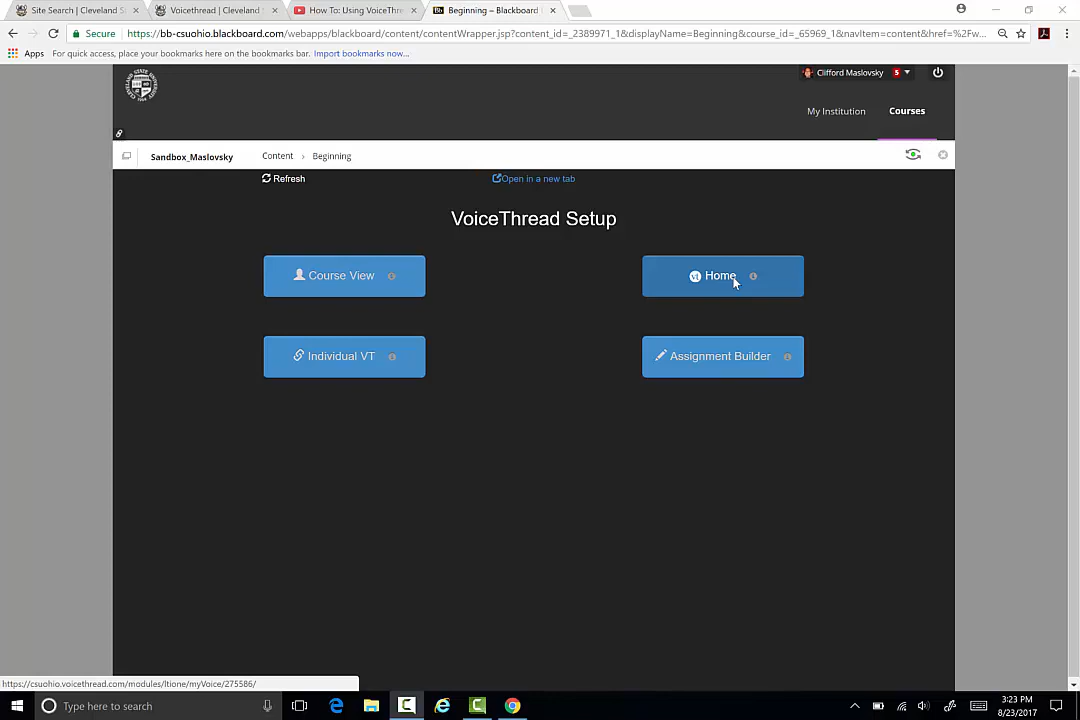 Site Search | Cleveland S
Voicethread | Cleveland
How To: Using VoiceThre
Beginning – Blackboard
Secure
https://bb-csuohio.blackboard.com/webapps/blackboard/content/contentWrapper.jsp?content_id=_2389971_1&displayName=Beginning&course_id=_65969_1&navItem=content&href=%2Fw...
Apps
For quick access, place your bookmarks here on the bookmarks bar. Import bookmarks now...
Clifford Maslovsky
5
My Institution
Courses
Sandbox_Maslovsky
Content
Beginning
Refresh
Open in a new tab
VoiceThread Setup
Course View
Home
Individual VT
Assignment Builder
https://csuohio.voicethread.com/modules/ltione/myVoice/275586/
Type here to search
3:23 PM
8/23/2017